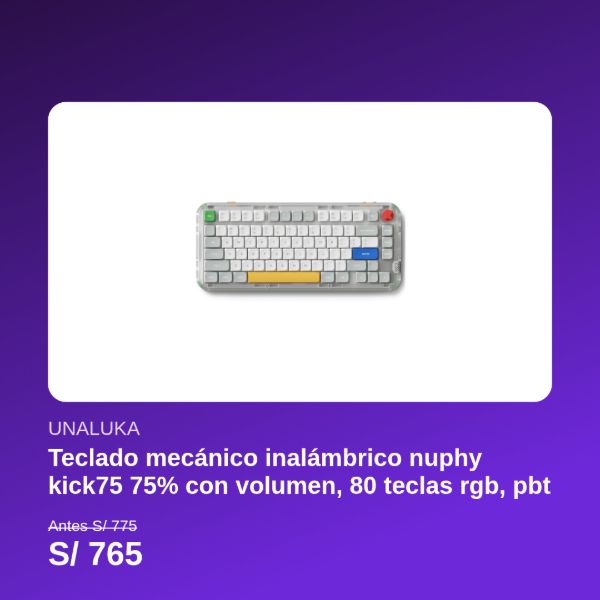 UNALUKA
Teclado mecánico inalámbrico nuphy
kick75 75% con volumen, 80 teclas rgb, pbt
Antes S/ 775
S/ 765